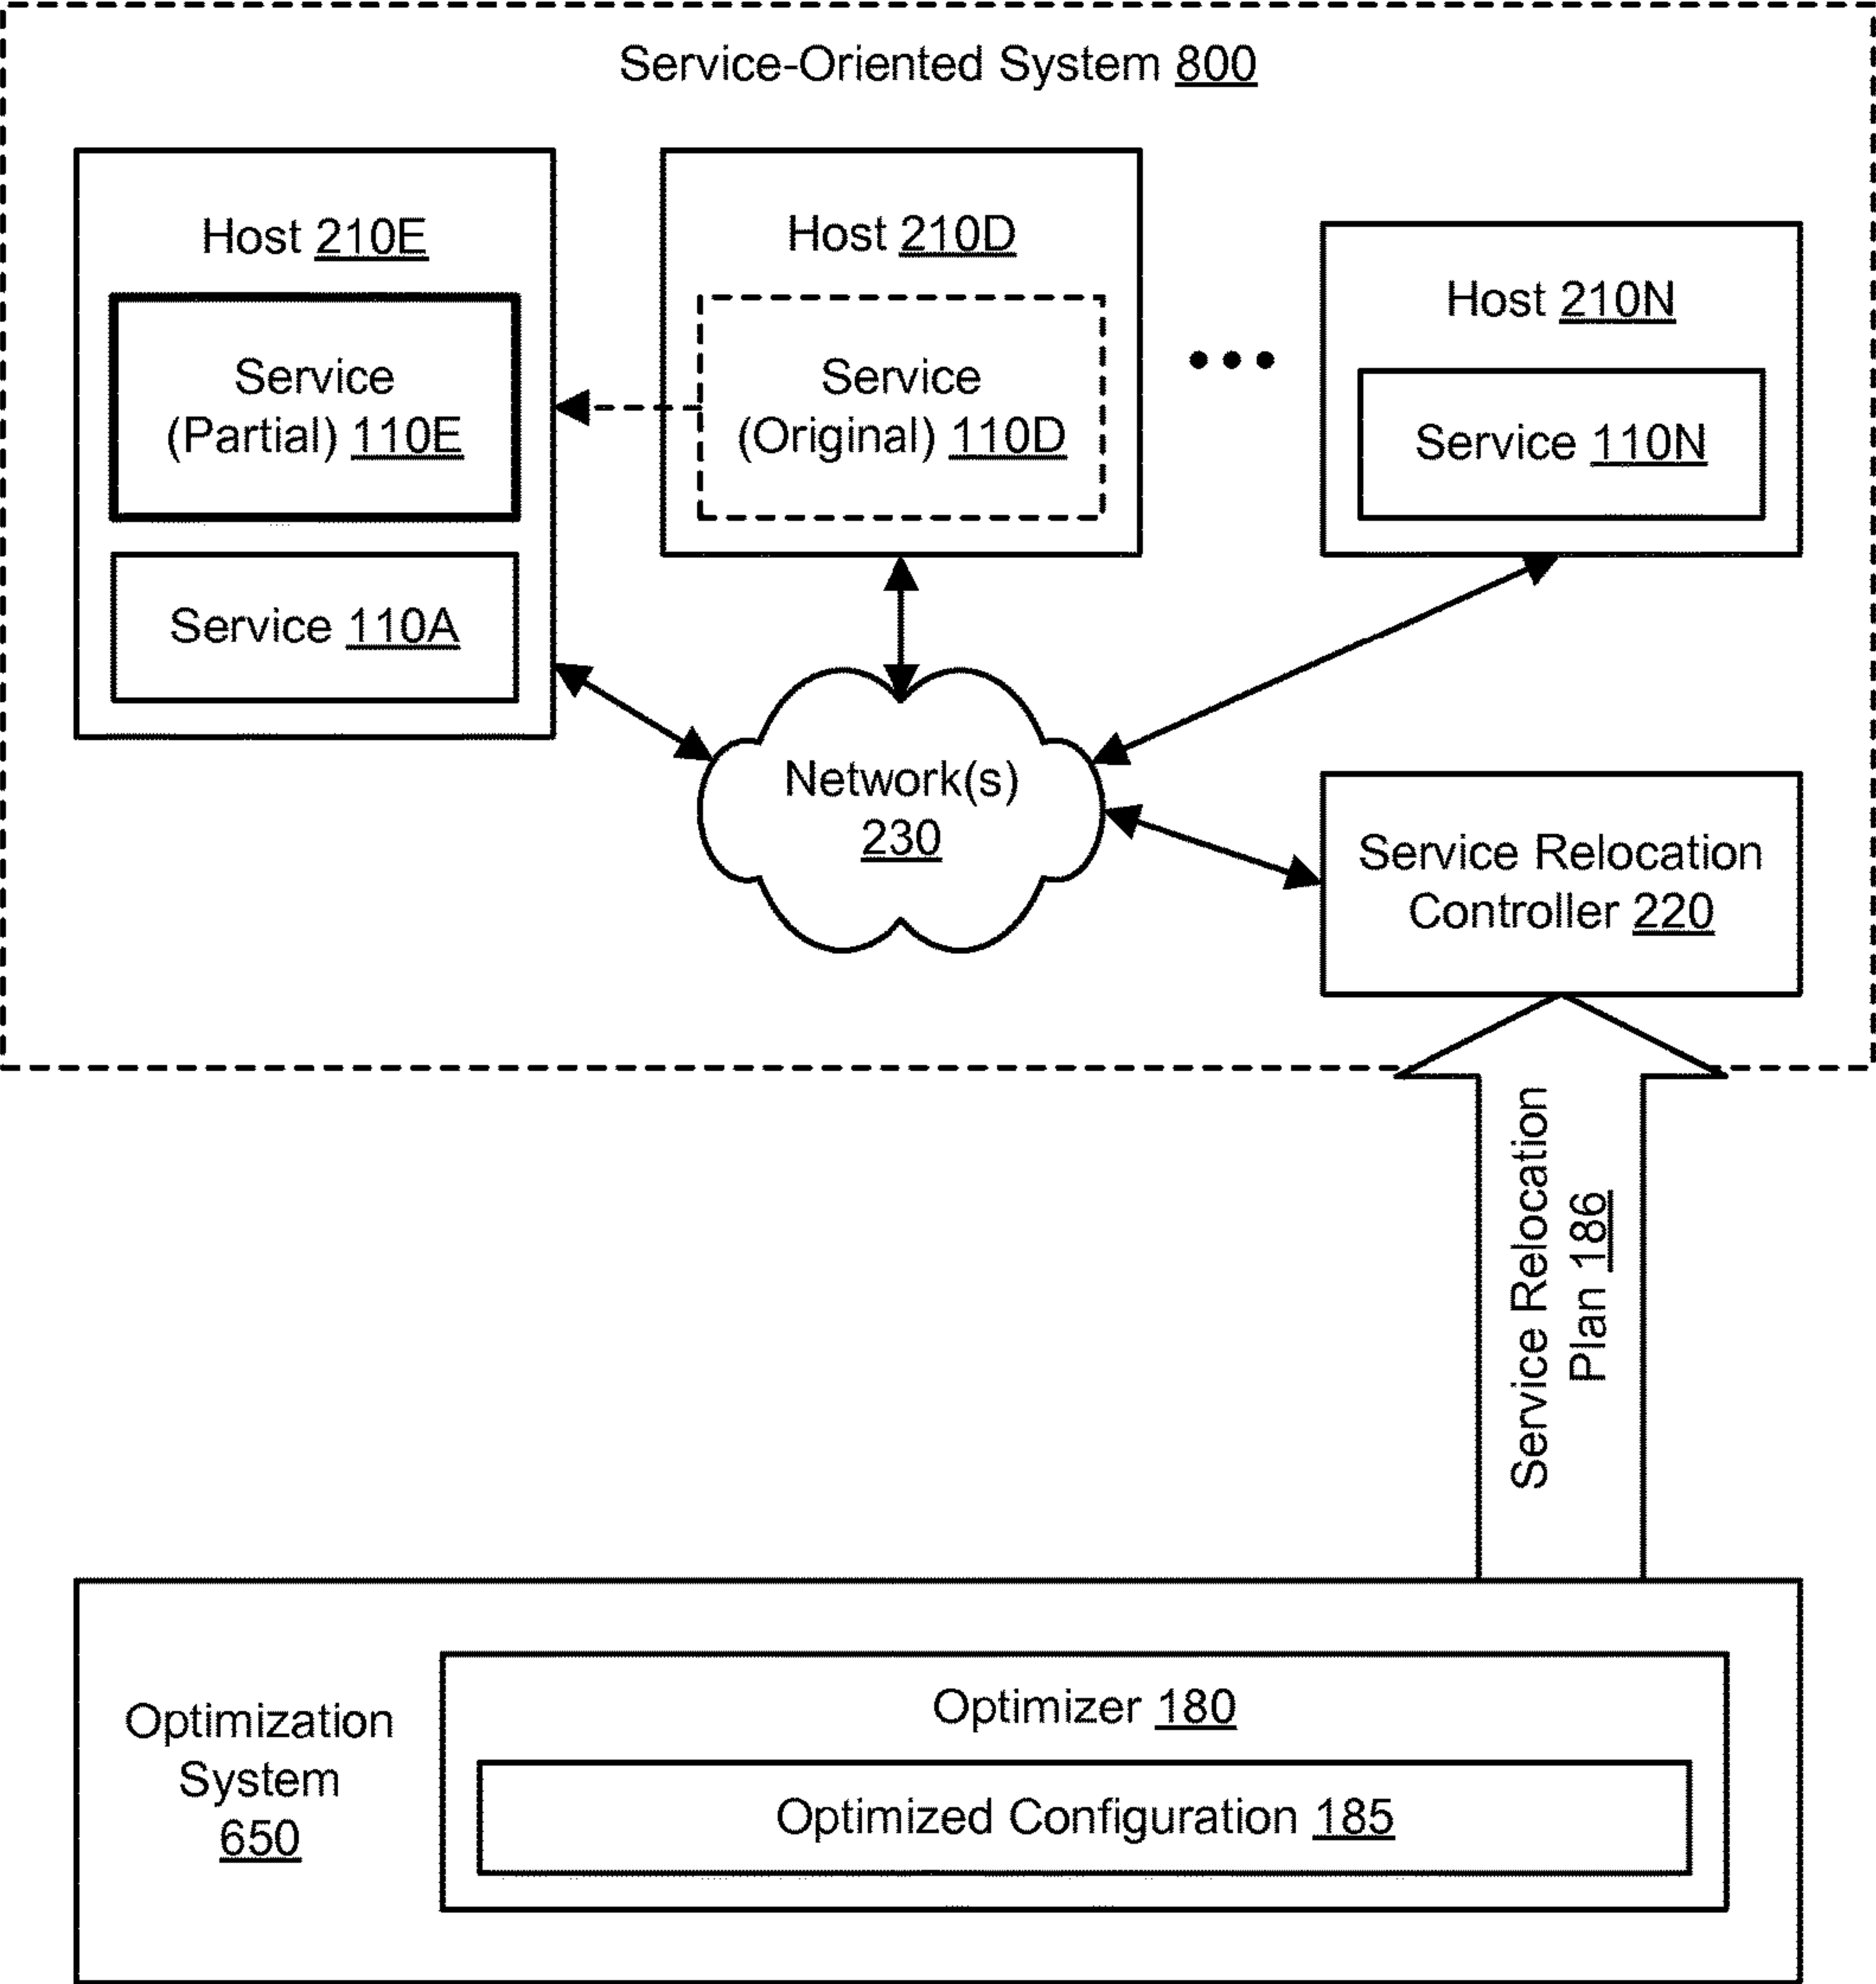 Service-Oriented System 800
Host 210E
Service
(Partial) 110E
Service 110A
Host 210D
Service
(Original) 110D
Host 210N
Service 110N
Network(s)
230
Service Relocation
Controller 220
Service Relocation
Plan 186
Optimization
System
650
Optimizer 180
Optimized Configuration 185